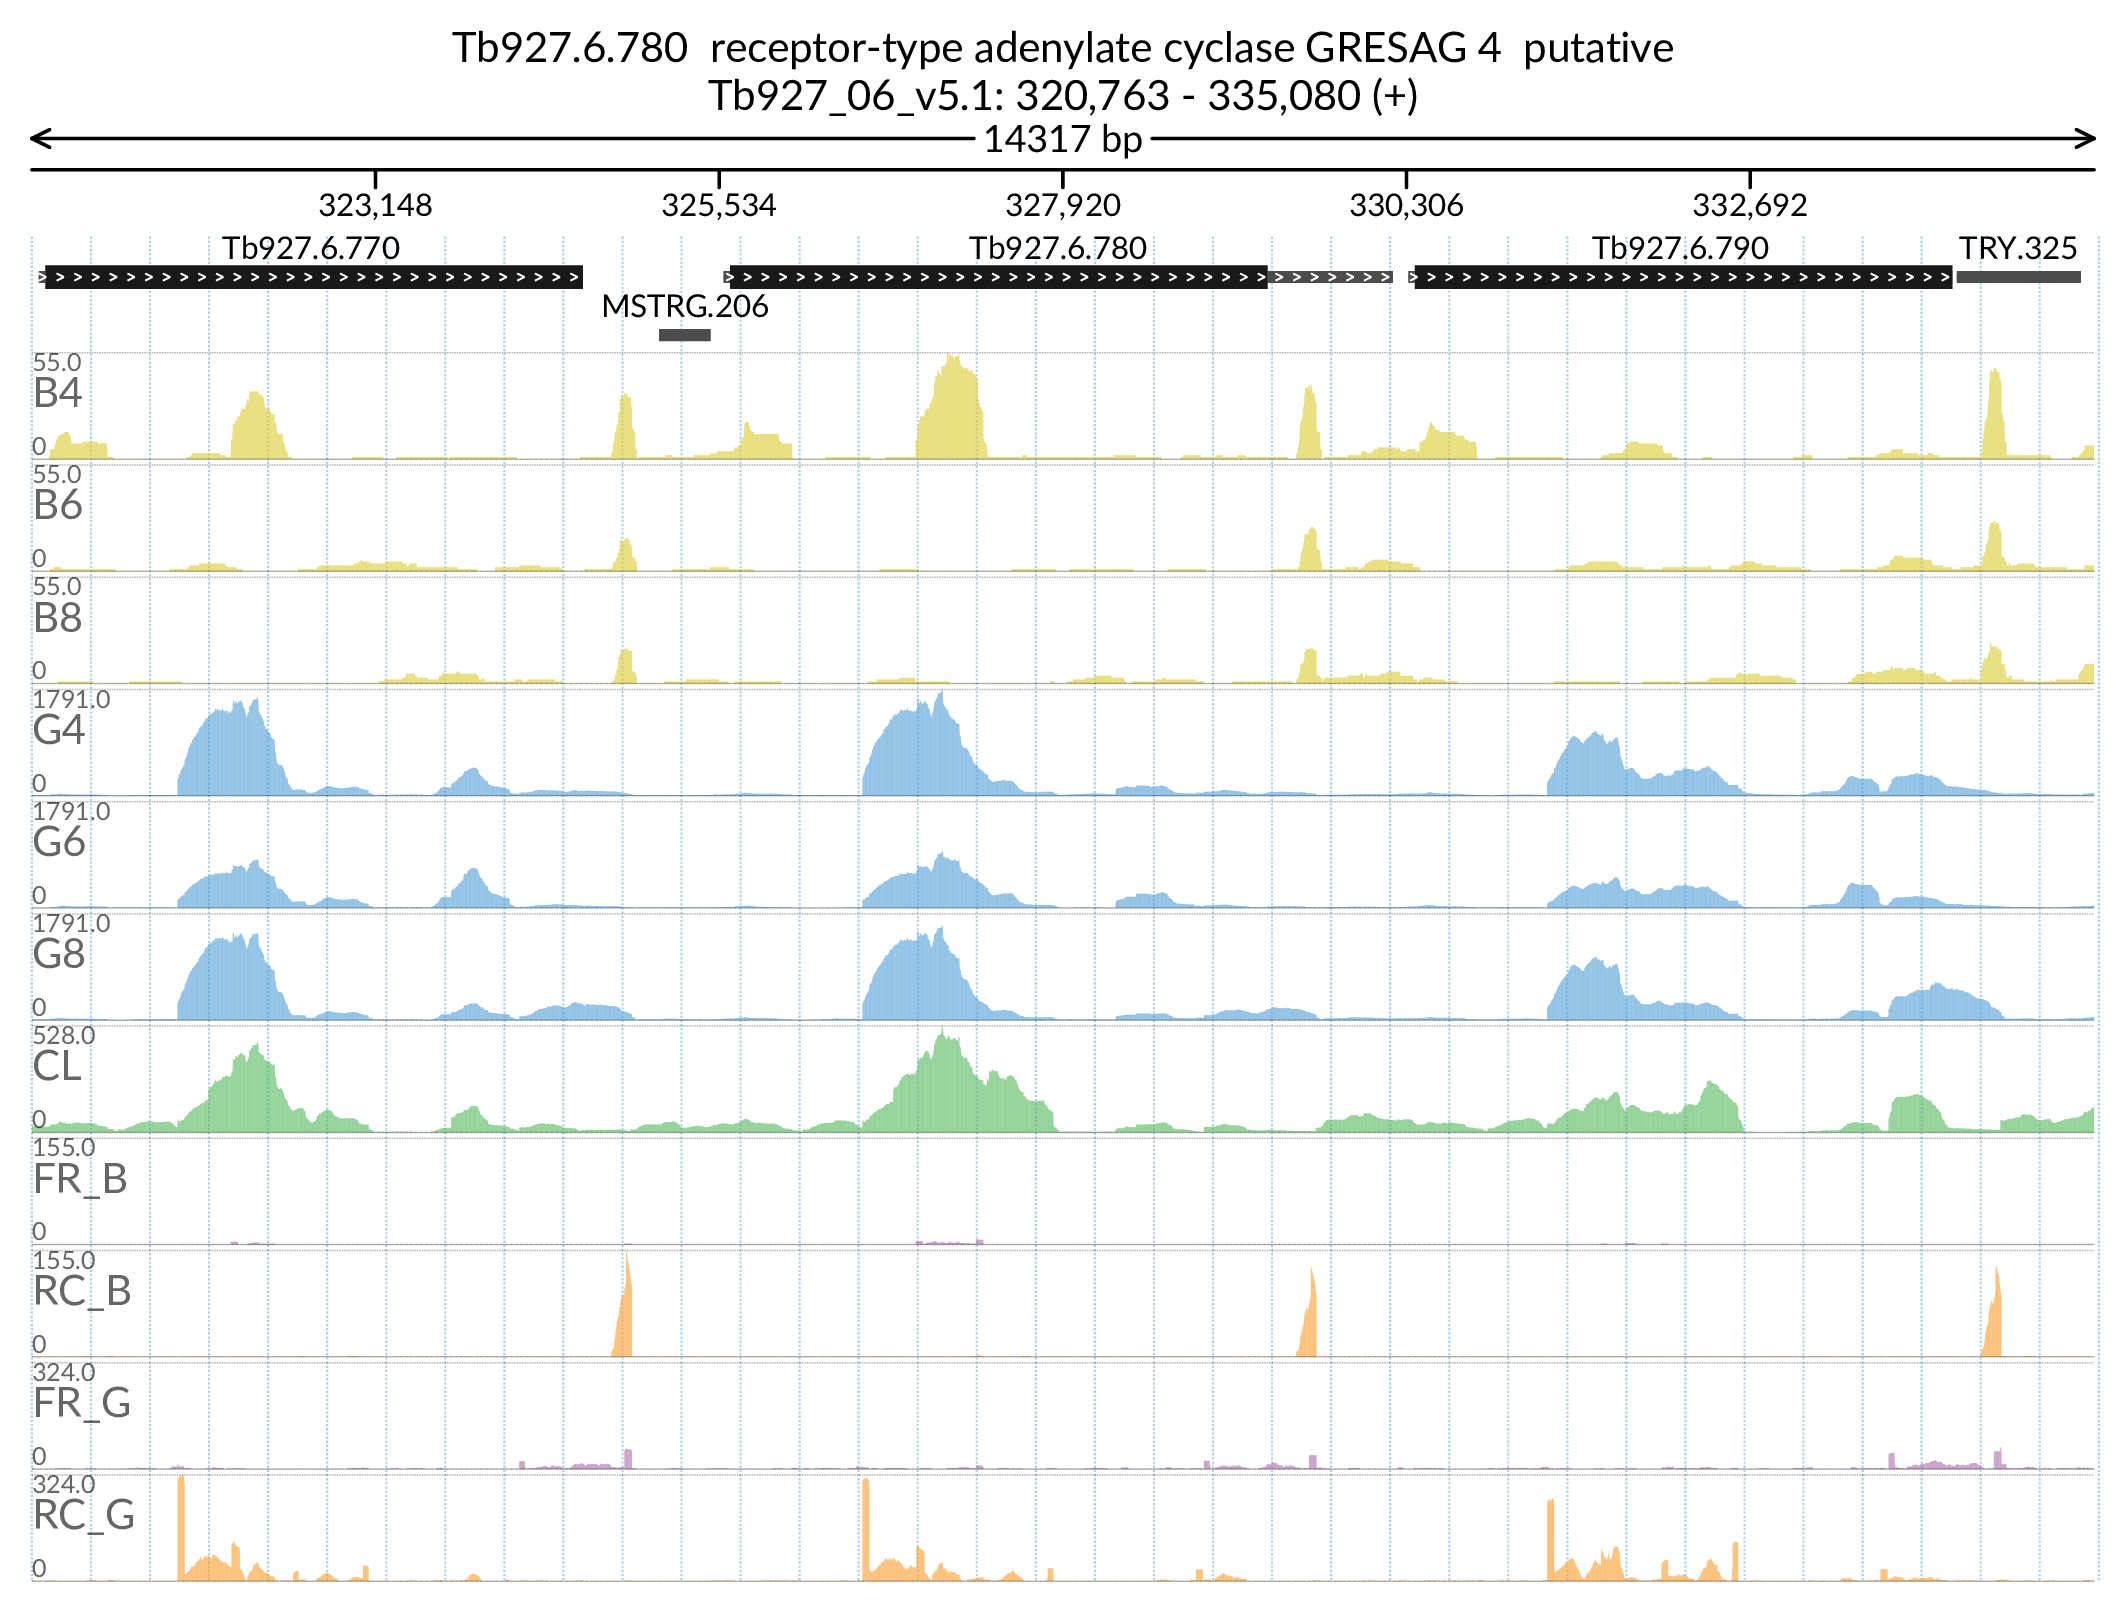 Tb927.6.780  receptor-type adenylate cyclase GRESAG 4  putative
Tb927_06_v5.1: 320,763 - 335,080 (+)
14317 bp
323,148 325,534 327,920 330,306 332,692
Tb927.6.770 Tb927.6.780 Tb927.6.790 TRY.325
MSTRG.206
55.0
B4
0
55.0
B6
0
55.0
B8
0
1791.0
G4
0
1791.0
G6
0
1791.0
G8
0
528.0
CL
0
155.0
FR_B
0
155.0
RC_B
0
324.0
FR_G
0
324.0
RC_G
0